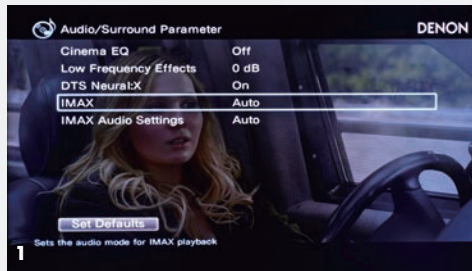 Audio/Surround Parameter
DENON
Cinema EQ Off
Low Frequency Effects 0 dB
DTS Neural:X On
IMAX Auto
IMAX Audio Settings Auto
Set Defaults
Sets the audio mode for IMAX playback
1